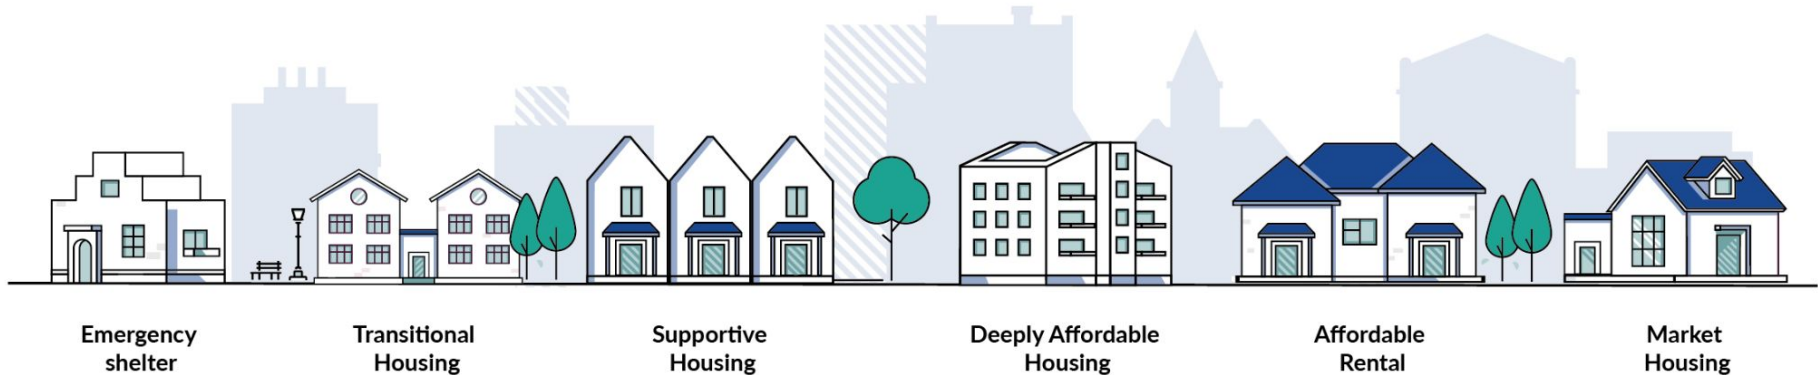 Emergency
shelter
Transitional
Housing
Supportive
Housing
Deeply Affordable
Housing
Affordable
Rental
Market
Housing